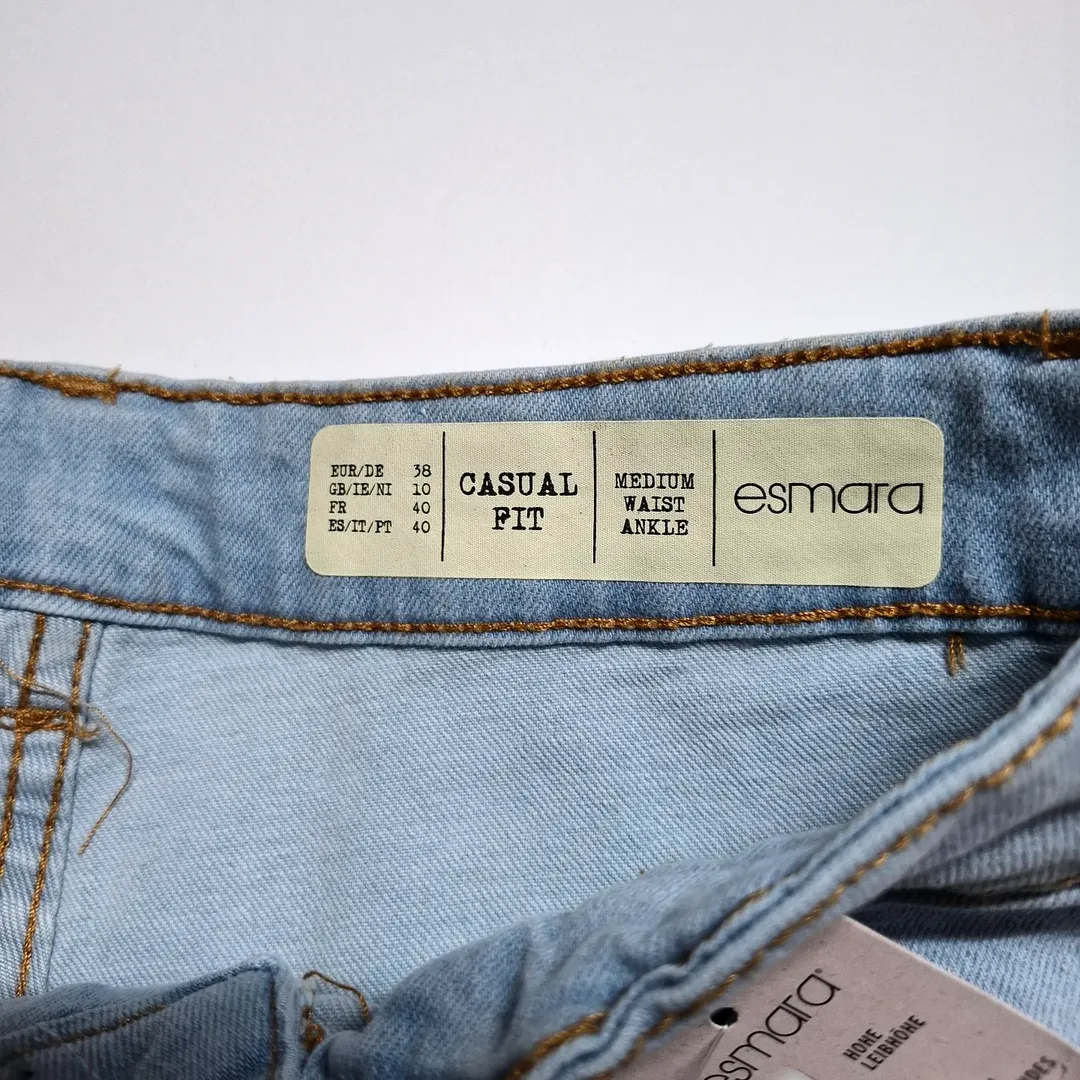 EUR/DE 38
GB/IE/NI 10
FR 40
ES/IT/PT 40
CASUAL
FIT
MEDIUM
WAIST
ANKLE
esmara
esmara®
HOHE
LEIBHÖHE